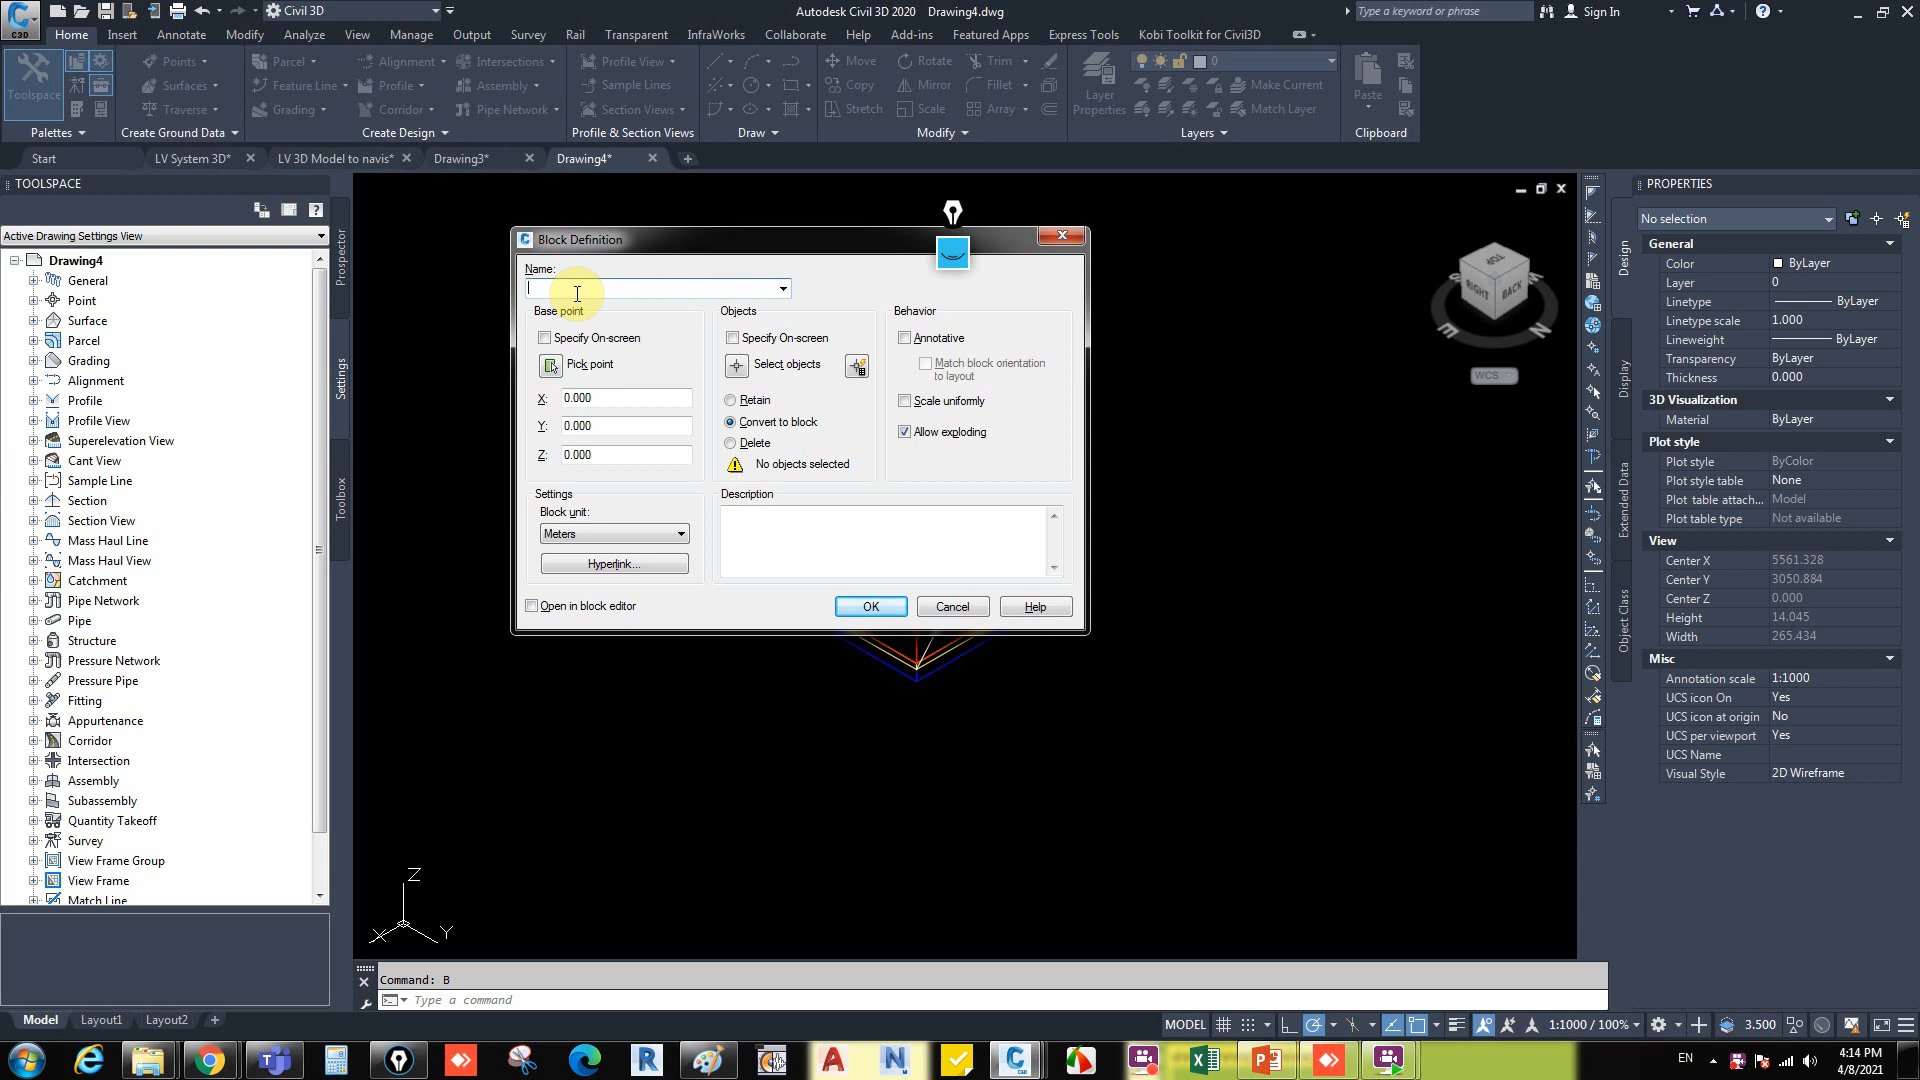 Civil 3D
Autodesk Civil 3D 2020 Drawing4.dwg
Type a keyword or phrase
Sign In
C3D
Home Insert Annotate Modify Analyze View Manage Output Survey Rail Transparent InfraWorks Collaborate Help Add-ins Featured Apps Express Tools Kobi Toolkit for Civil3D
Toolspace
Points
Surfaces
Traverse
Parcel
Feature Line
Grading
Alignment
Profile
Corridor
Intersections
Assembly
Pipe Network
Profile View
Sample Lines
Section Views
Move
Copy
Stretch
Rotate
Mirror
Scale
Trim
Fillet
Array
Layer
Properties
0
Make Current
Match Layer
Paste
Palettes
Create Ground Data
Create Design
Profile & Section Views
Draw
Modify
Layers
Clipboard
Start
LV System 3D*
LV 3D Model to navis*
Drawing3*
Drawing4*
TOOLSPACE
Active Drawing Settings View
Drawing4
General
Point
Surface
Parcel
Grading
Alignment
Profile
Profile View
Superelevation View
Cant View
Sample Line
Section
Section View
Mass Haul Line
Mass Haul View
Catchment
Pipe Network
Pipe
Structure
Pressure Network
Pressure Pipe
Fitting
Appurtenance
Corridor
Intersection
Assembly
Subassembly
Quantity Takeoff
Survey
View Frame Group
View Frame
Match Line
Prospector
Settings
Toolbox
Block Definition
Name:
Base point
Specify On-screen
Pick point
X: 0.000
Y: 0.000
Z: 0.000
Objects
Specify On-screen
Select objects
Retain
Convert to block
Delete
No objects selected
Behavior
Annotative
Match block orientation
to layout
Scale uniformly
Allow exploding
Settings
Block unit:
Meters
Hyperlink...
Description
Open in block editor
OK
Cancel
Help
TOP
RIGHT
BACK
E
N
WCS
Z
X
Y
Command: B
Type a command
Model
Layout1
Layout2
MODEL
1:1000 / 100%
3.500
PROPERTIES
No selection
General
Color ByLayer
Layer 0
Linetype ByLayer
Linetype scale 1.000
Lineweight ByLayer
Transparency ByLayer
Thickness 0.000
3D Visualization
Material ByLayer
Plot style
Plot style ByColor
Plot style table None
Plot table attach... Model
Plot table type Not available
View
Center X 5561.328
Center Y 3050.884
Center Z 0.000
Height 14.045
Width 265.434
Misc
Annotation scale 1:1000
UCS icon On Yes
UCS icon at origin No
UCS per viewport Yes
UCS Name
Visual Style 2D Wireframe
Design
Display
Extended Data
Object Class
EN
4:14 PM
4/8/2021